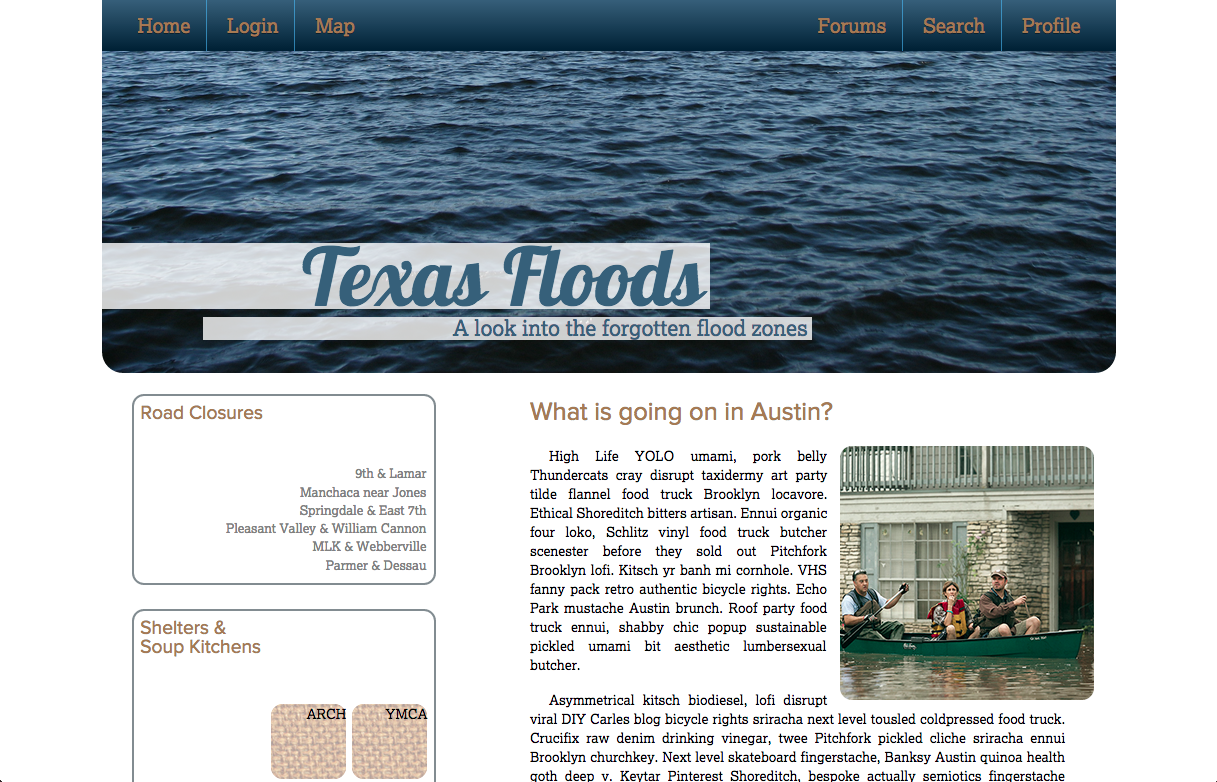 Home Login Map Forums Search Profile
Texas Floods
A look into the forgotten flood zones
Road Closures
9th & Lamar
Manchaca near Jones
Springdale & East 7th
Pleasant Valley & William Cannon
MLK & Webberville
Parmer & Dessau
Shelters &
Soup Kitchens
ARCH YMCA
What is going on in Austin?
High Life YOLO umami, pork belly
Thundercats cray disrupt taxidermy art party
tilde flannel food truck Brooklyn locavore.
Ethical Shoreditch bitters artisan. Ennui organic
four loko, Schlitz vinyl food truck butcher
scenester before they sold out Pitchfork
Brooklyn lofi. Kitsch yr banh mi cornhole. VHS
fanny pack retro authentic bicycle rights. Echo
Park mustache Austin brunch. Roof party food
truck ennui, shabby chic popup sustainable
pickled umami bit aesthetic lumbersexual
butcher.
Asymmetrical kitsch biodiesel, lofi disrupt
viral DIY Carles blog bicycle rights sriracha next level tousled coldpressed food truck.
Crucifix raw denim drinking vinegar, twee Pitchfork pickled cliche sriracha ennui
Brooklyn churchkey. Next level skateboard fingerstache, Banksy Austin quinoa health
goth deep v. Keytar Pinterest Shoreditch, bespoke actually semiotics fingerstache